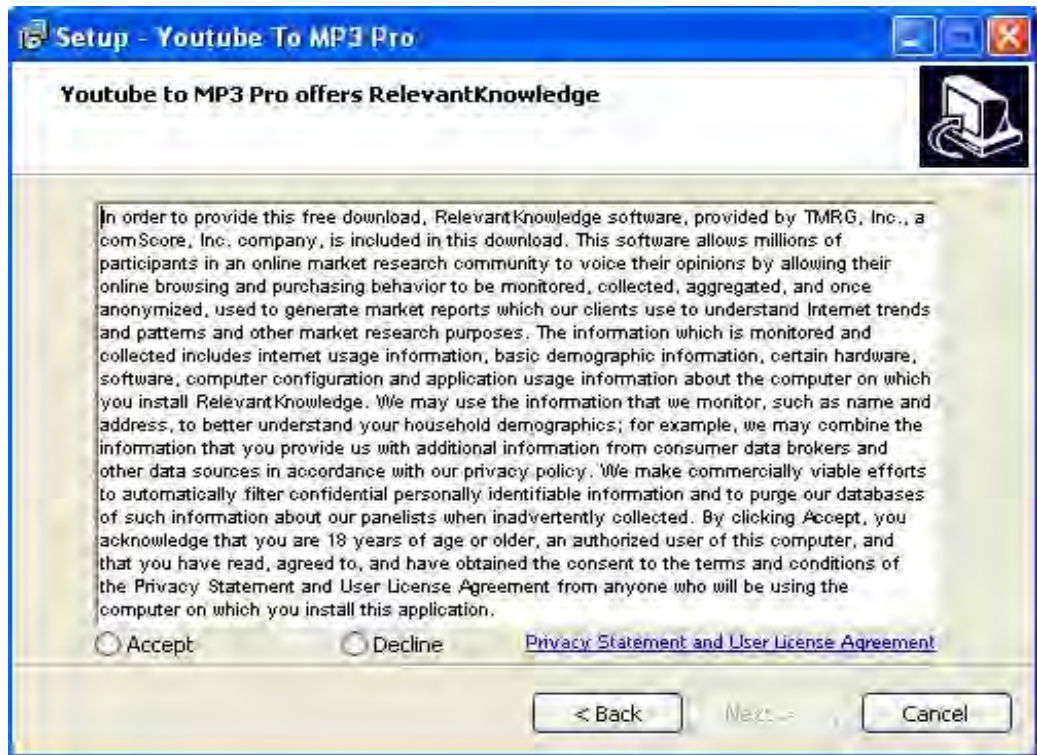 Setup - Youtube To MP3 Pro
Youtube to MP3 Pro offers RelevantKnowledge
In order to provide this free download, RelevantKnowledge software, provided by TMRG, Inc., a
comScore, Inc. company, is included in this download. This software allows millions of
participants in an online market research community to voice their opinions by allowing their
online browsing and purchasing behavior to be monitored, collected, aggregated, and once
anonymized, used to generate market reports which our clients use to understand Internet trends
and patterns and other market research purposes. The information which is monitored and
collected includes internet usage information, basic demographic information, certain hardware,
software, computer configuration and application usage information about the computer on which
you install RelevantKnowledge. We may use the information that we monitor, such as name and
address, to better understand your household demographics; for example, we may combine the
information that you provide us with additional information from consumer data brokers and
other data sources in accordance with our privacy policy. We make commercially viable efforts
to automatically filter confidential personally identifiable information and to purge our databases
of such information about our panelists when inadvertently collected. By clicking Accept, you
acknowledge that you are 18 years of age or older, an authorized user of this computer, and
that you have read, agreed to, and have obtained the consent to the terms and conditions of
the Privacy Statement and User License Agreement from anyone who will be using the
computer on which you install this application.
Accept Decline Privacy Statement and User License Agreement
< Back Next > Cancel